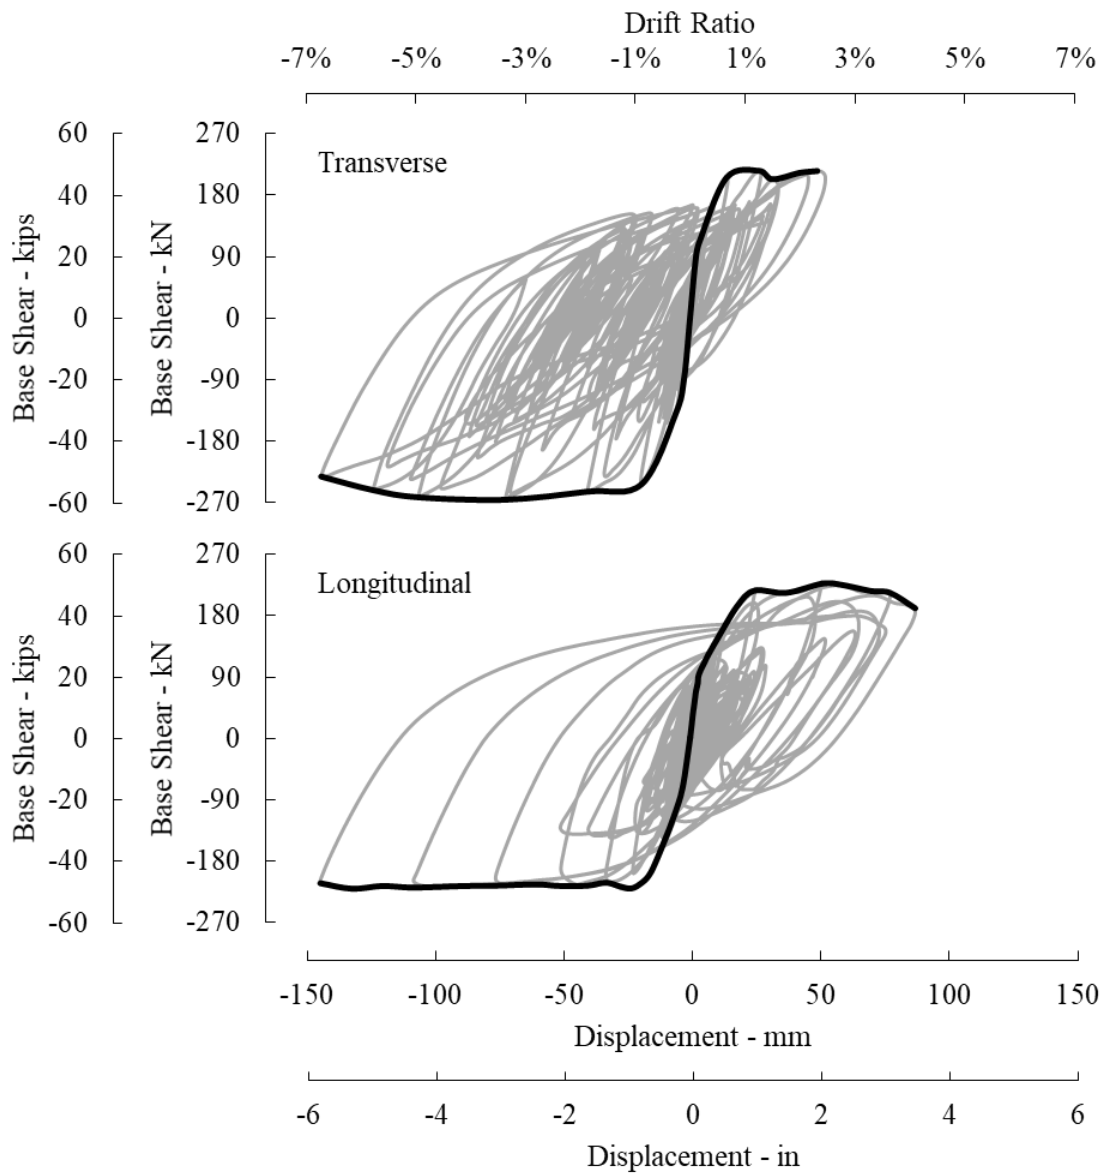 Drift Ratio
-7% -5% -3% -1% 1% 3% 5% 7%
Transverse
Base Shear - kips
60
40
20
0
-20
-40
-60
Base Shear - kN
270
180
90
0
-90
-180
-270
Longitudinal
Base Shear - kips
60
40
20
0
-20
-40
-60
Base Shear - kN
270
180
90
0
-90
-180
-270
-150 -100 -50 0 50 100 150
Displacement - mm
-6 -4 -2 0 2 4 6
Displacement - in